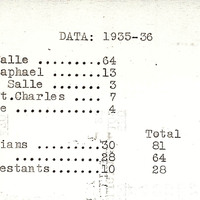 DATA: 1935-36
alle ........64
aphael .......13
Salle ...... 3
t.Charles ... 7
e ........... 4
Total
ians ........30 81
........28 64
estants......10 28